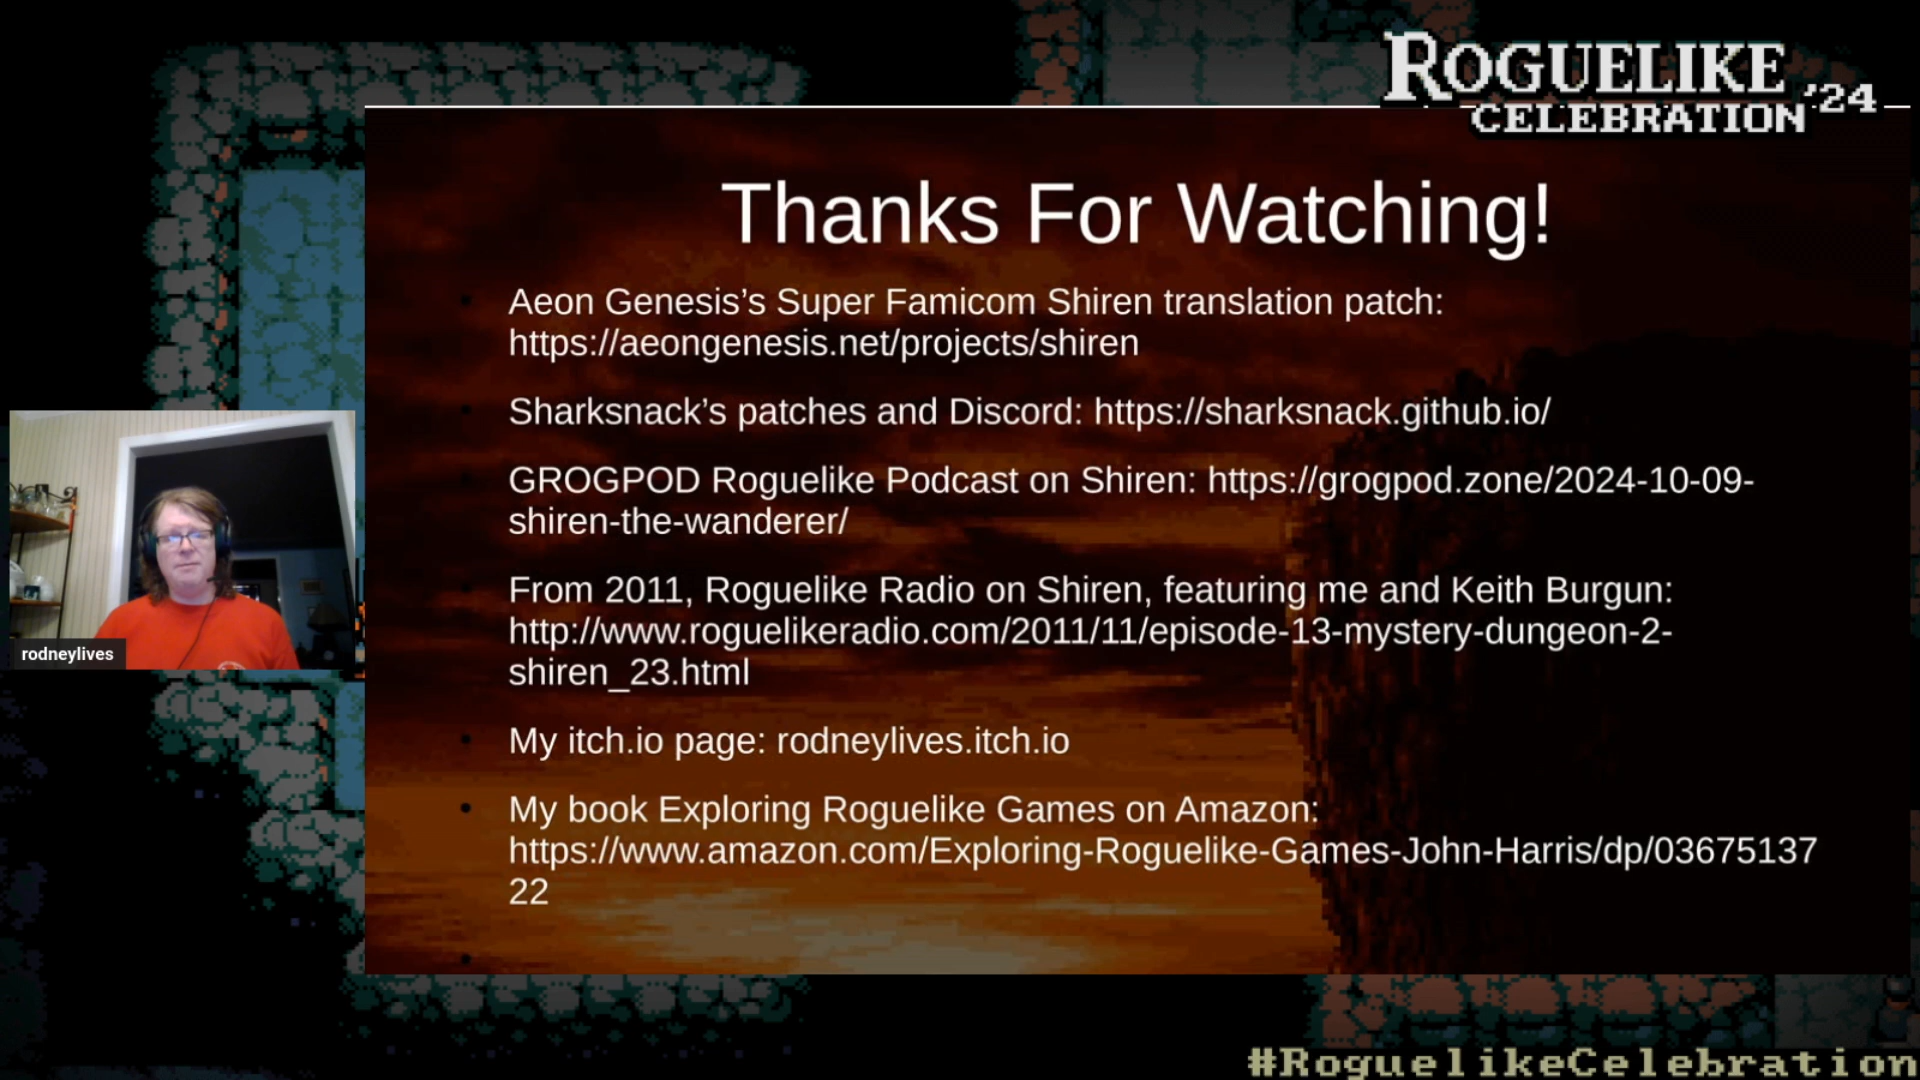 ROGUELIKE
CELEBRATION '24
Thanks For Watching!
Aeon Genesis’s Super Famicom Shiren translation patch:
https://aeongenesis.net/projects/shiren
Sharksnack’s patches and Discord: https://sharksnack.github.io/
GROGPOD Roguelike Podcast on Shiren: https://grogpod.zone/2024-10-09-
shiren-the-wanderer/
From 2011, Roguelike Radio on Shiren, featuring me and Keith Burgun:
http://www.roguelikeradio.com/2011/11/episode-13-mystery-dungeon-2-
shiren_23.html
My itch.io page: rodneylives.itch.io
My book Exploring Roguelike Games on Amazon:
https://www.amazon.com/Exploring-Roguelike-Games-John-Harris/dp/03675137
22
rodneylives
#RoguelikeCelebration